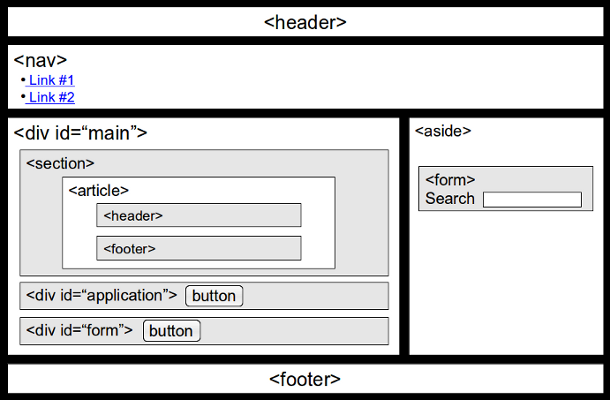 <header>
<nav>
• Link #1
• Link #2
<div id=“main”>
<section>
<article>
<header>
<footer>
<div id=“application”> button
<div id=“form”> button
<aside>
<form>
Search
<footer>